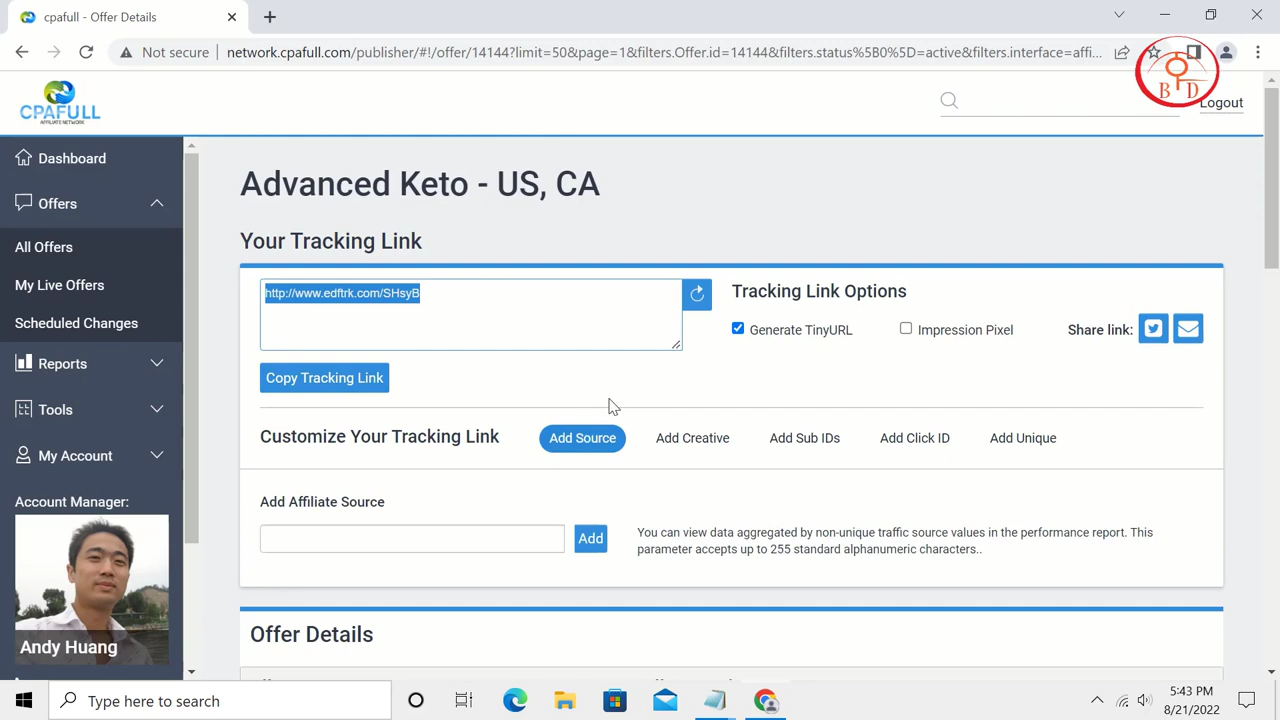 cpafull - Offer Details
Not secure
network.cpafull.com/publisher/#!/offer/14144?limit=50&page=1&filters.Offer.id=14144&filters.status%5B0%5D=active&filters.interface=affi...
B D
CPAFULL
AFFILIATE NETWORK
Logout
Dashboard
Offers
All Offers
My Live Offers
Scheduled Changes
Reports
Tools
My Account
Account Manager:
Andy Huang
Advanced Keto - US, CA
Your Tracking Link
http://www.edftrk.com/SHsyB
Tracking Link Options
Generate TinyURL
Impression Pixel
Share link:
Copy Tracking Link
Customize Your Tracking Link
Add Source
Add Creative
Add Sub IDs
Add Click ID
Add Unique
Add Affiliate Source
Add
You can view data aggregated by non-unique traffic source values in the performance report. This
parameter accepts up to 255 standard alphanumeric characters..
Offer Details
Type here to search
5:43 PM
8/21/2022